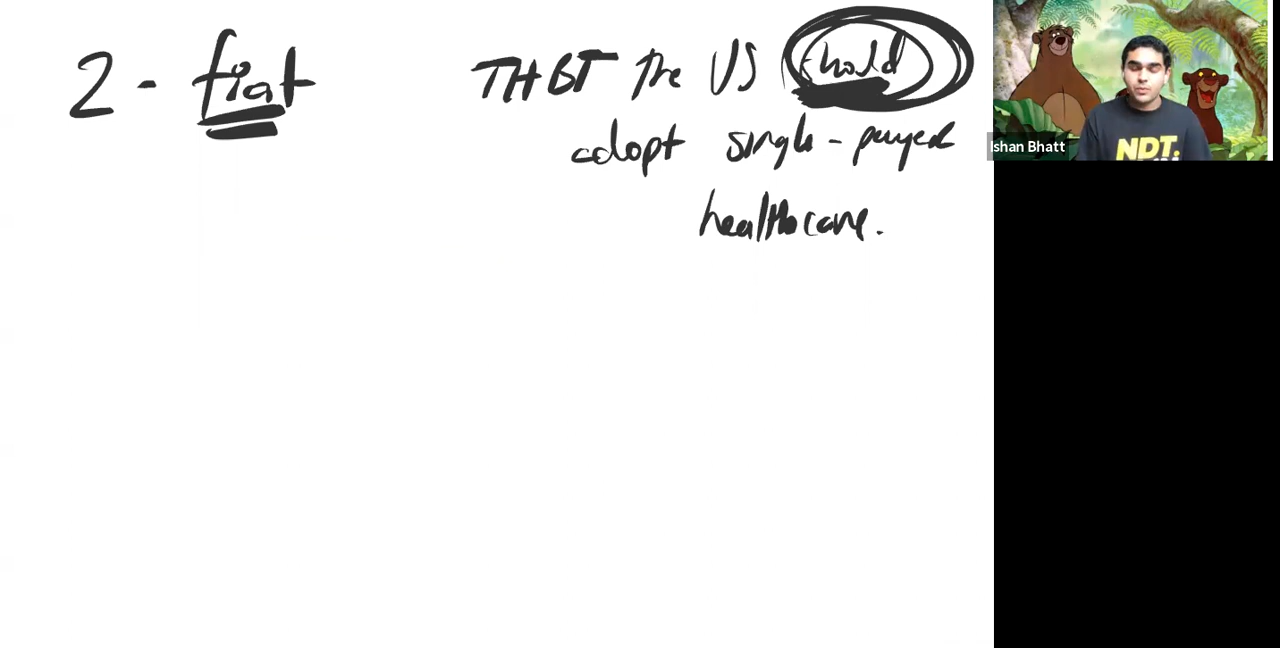 2 - fiat
THBT the US should
adopt single-payer
healthcare.
Ishan Bhatt
NDT.